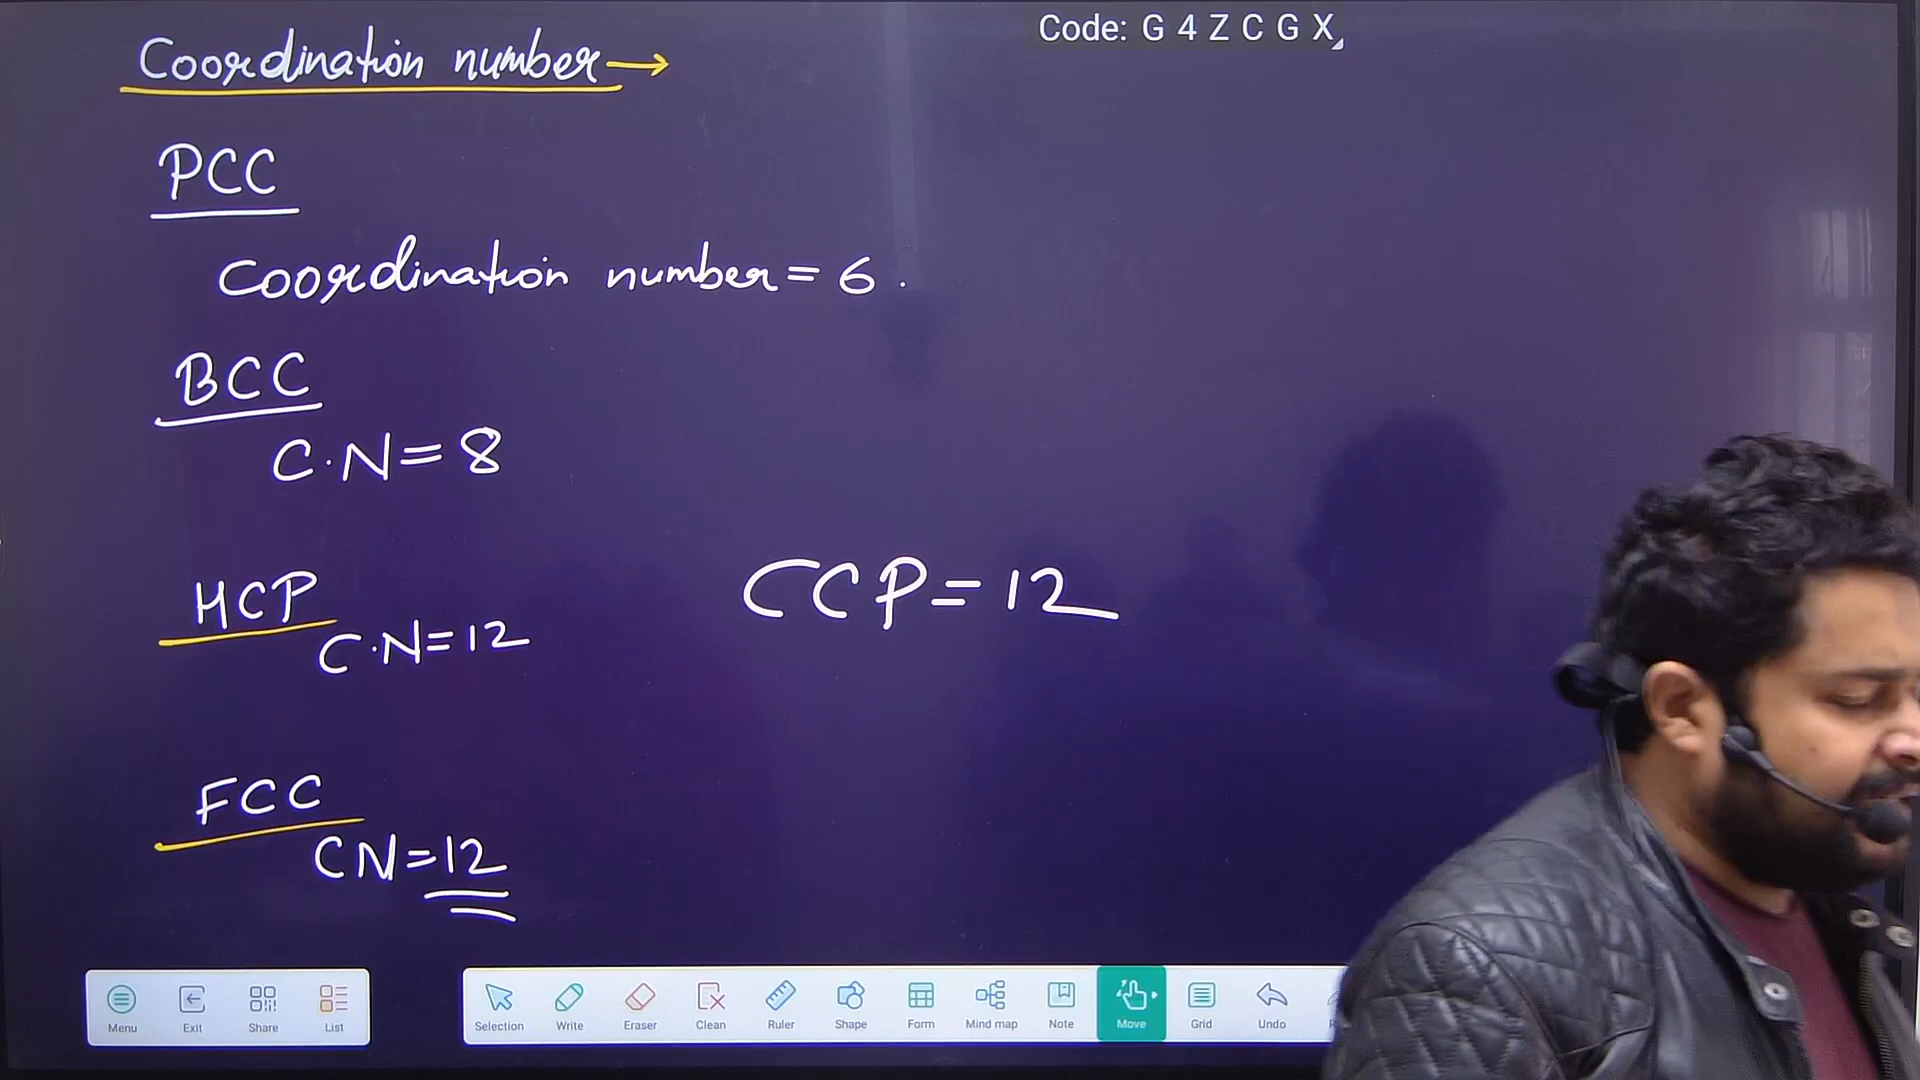 Code: G 4 Z C G X
Coordination number →
PCC
Coordination number = 6.
BCC
C.N = 8
HCP
C.N = 12
CCP = 12
FCC
CN = 12
Menu Exit Share List
Selection Write Eraser Clean Ruler Shape Form Mind map Note Move Grid Undo